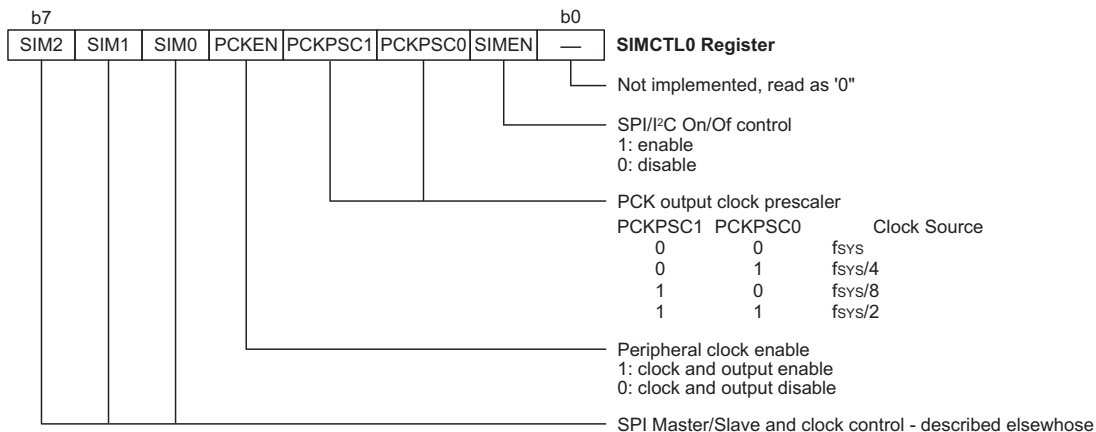 b7 b0
SIM2 SIM1 SIM0 PCKEN PCKPSC1 PCKPSC0 SIMEN — SIMCTL0 Register
Not implemented, read as '0"
SPI/I²C On/Of control
1: enable
0: disable
PCK output clock prescaler
PCKPSC1 PCKPSC0 Clock Source
0 0 fSYS
0 1 fSYS/4
1 0 fSYS/8
1 1 fSYS/2
Peripheral clock enable
1: clock and output enable
0: clock and output disable
SPI Master/Slave and clock control - described elsewhose